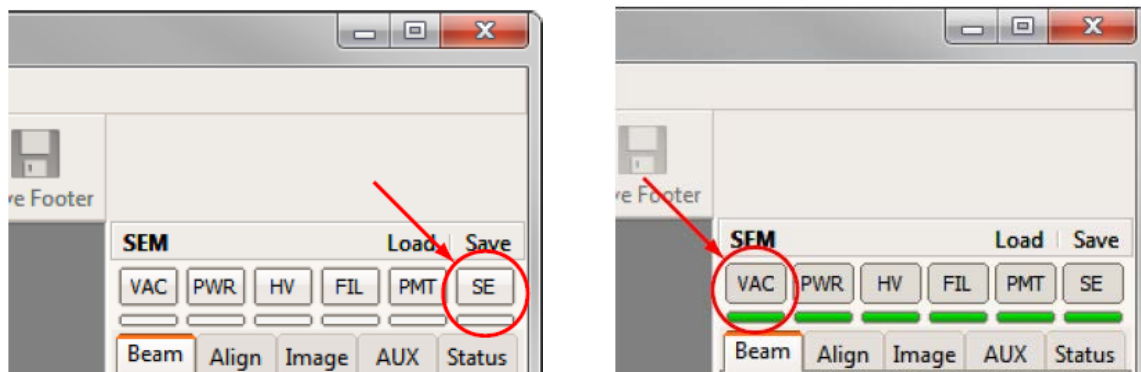 ve Footer
SEM Load Save
VAC PWR HV FIL PMT SE
Beam Align Image AUX Status
ve Footer
SEM Load Save
VAC PWR HV FIL PMT SE
Beam Align Image AUX Status